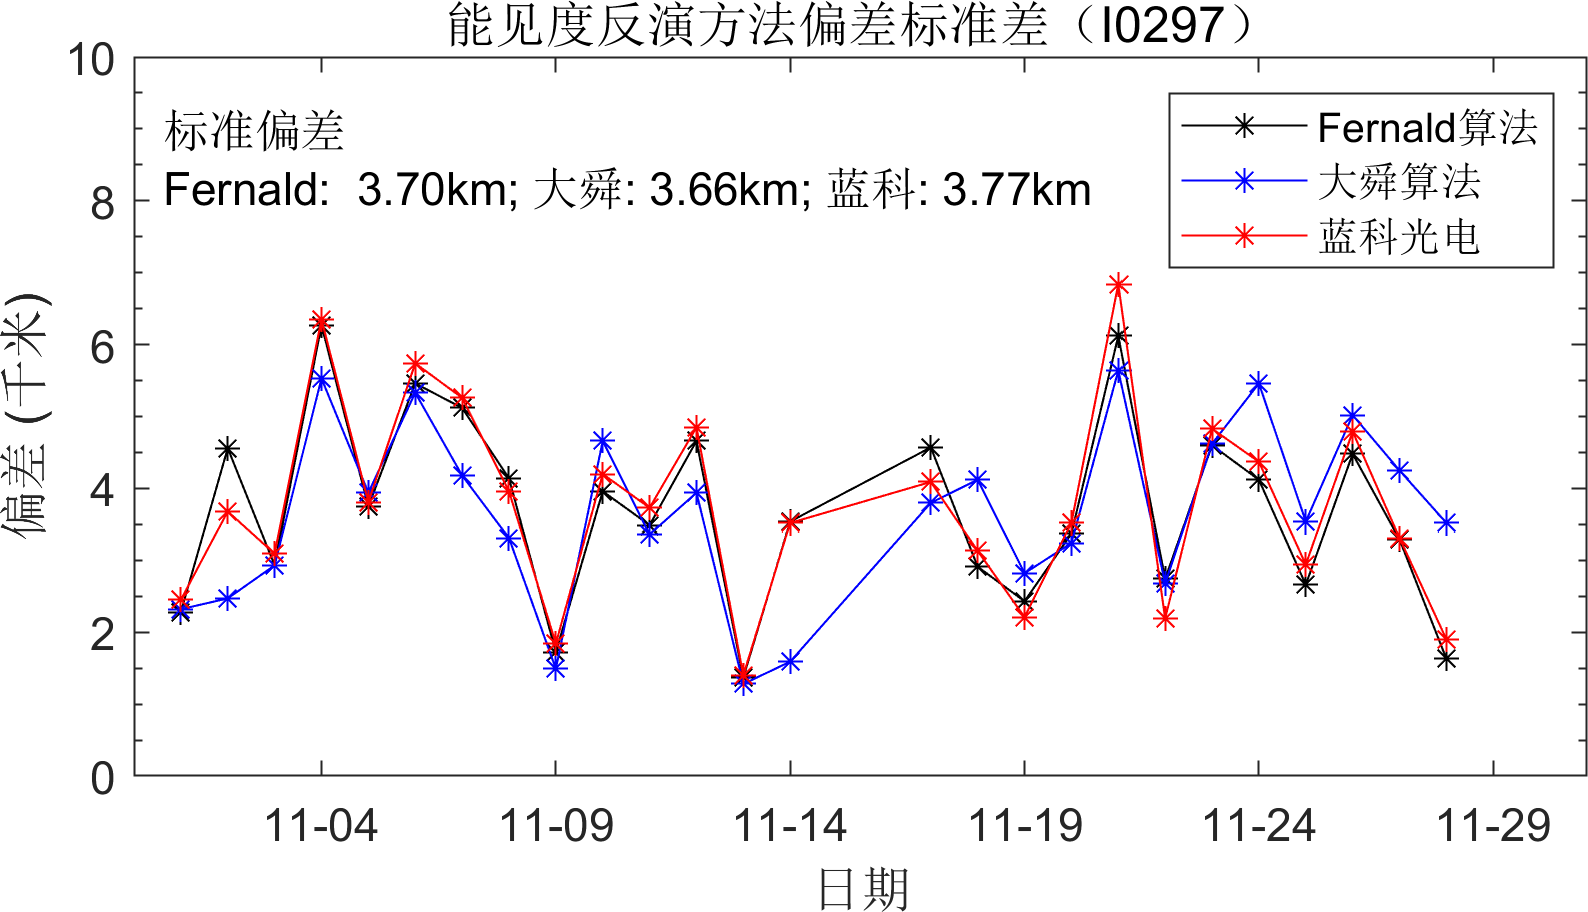 能见度反演方法偏差标准差（I0297）
标准偏差
Fernald:  3.70km; 大舜: 3.66km; 蓝科: 3.77km
Fernald算法
大舜算法
蓝科光电
偏差 (千米)
10
8
6
4
2
0
11-04
11-09
11-14
11-19
11-24
11-29
日期